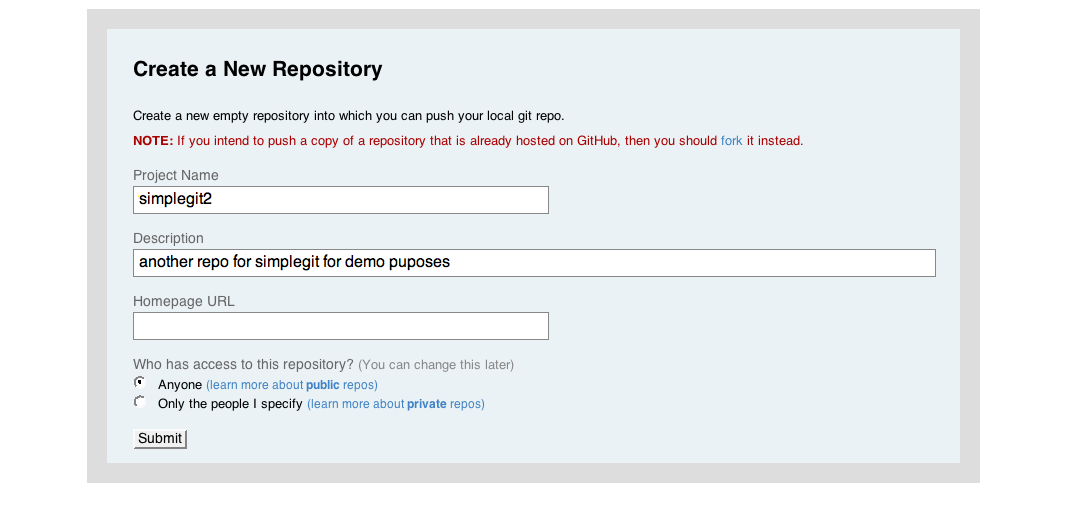 Create a New Repository
Create a new empty repository into which you can push your local git repo.
NOTE: If you intend to push a copy of a repository that is already hosted on GitHub, then you should fork it instead.
Project Name
simplegit2
Description
another repo for simplegit for demo puposes
Homepage URL
Who has access to this repository? (You can change this later)
Anyone (learn more about public repos)
Only the people I specify (learn more about private repos)
Submit